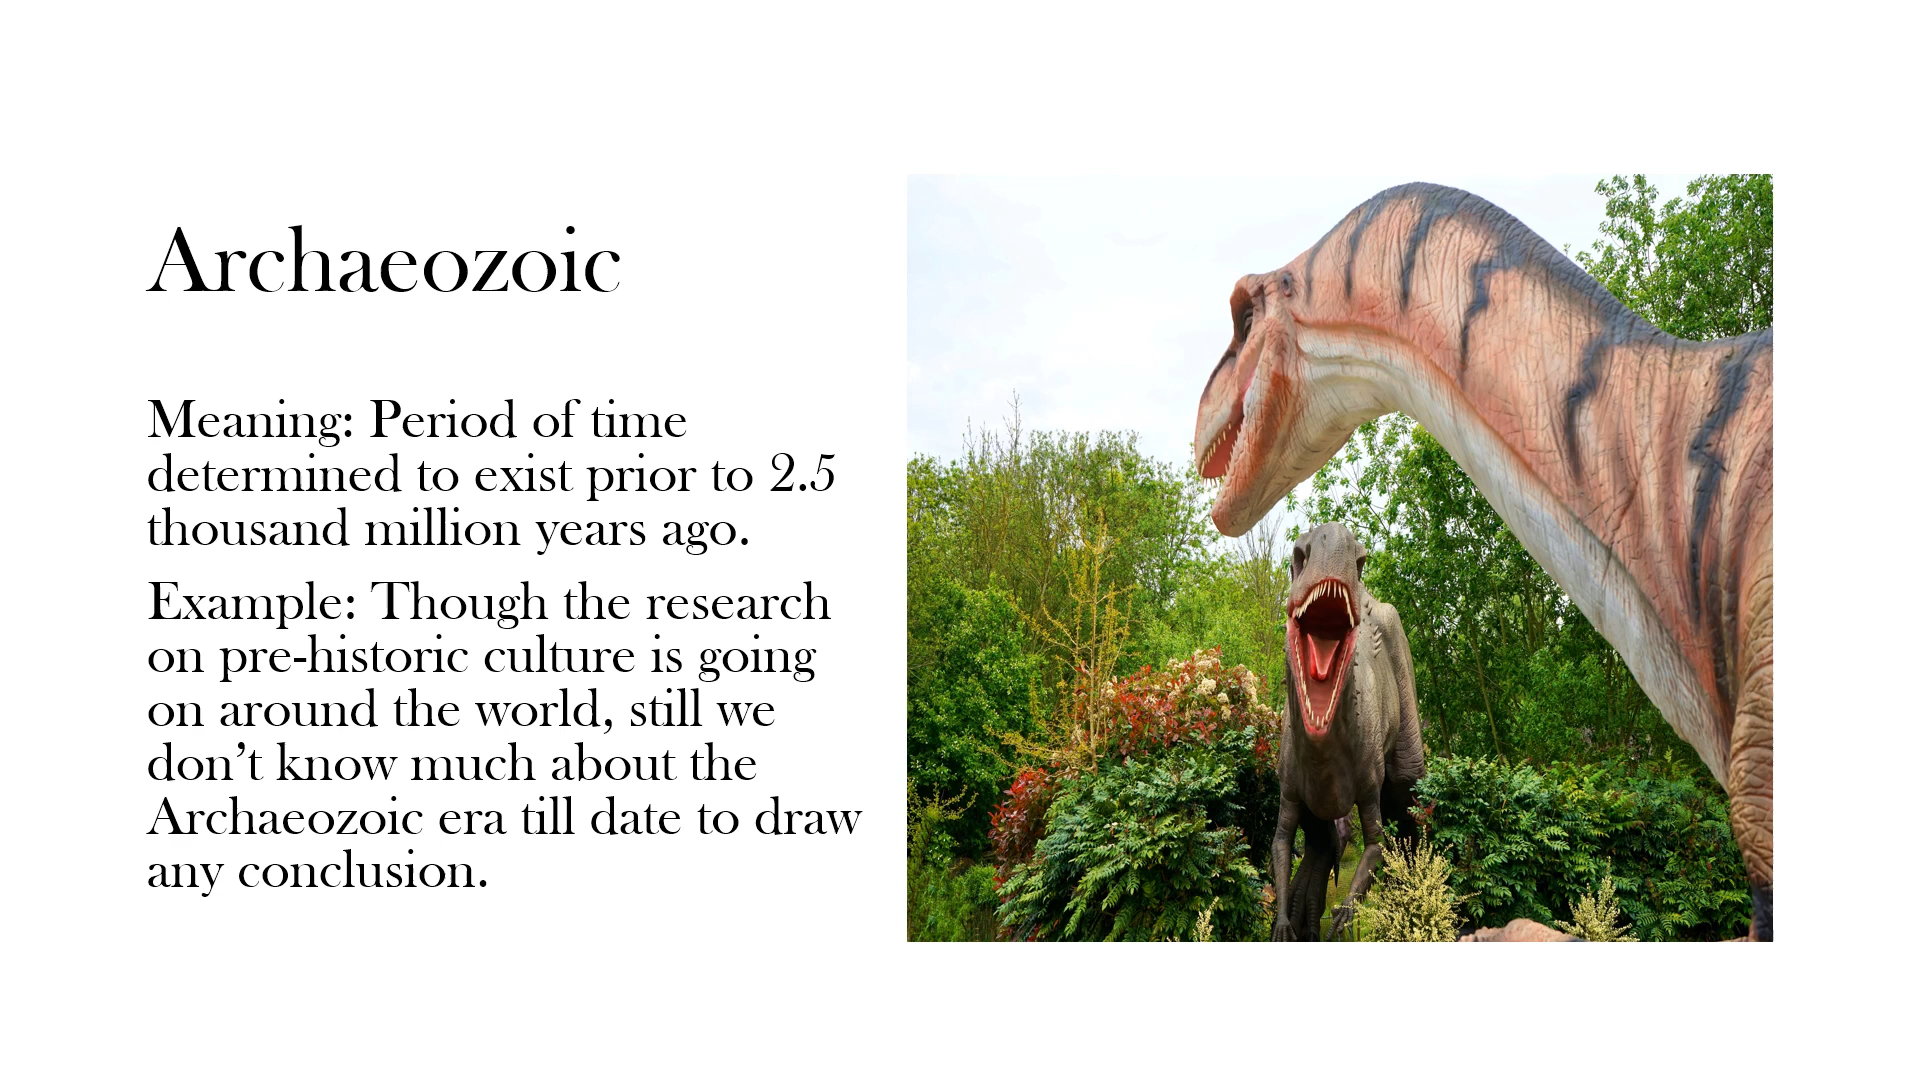 Archaeozoic
Meaning: Period of time
determined to exist prior to 2.5
thousand million years ago.
Example: Though the research
on pre-historic culture is going
on around the world, still we
don’t know much about the
Archaeozoic era till date to draw
any conclusion.